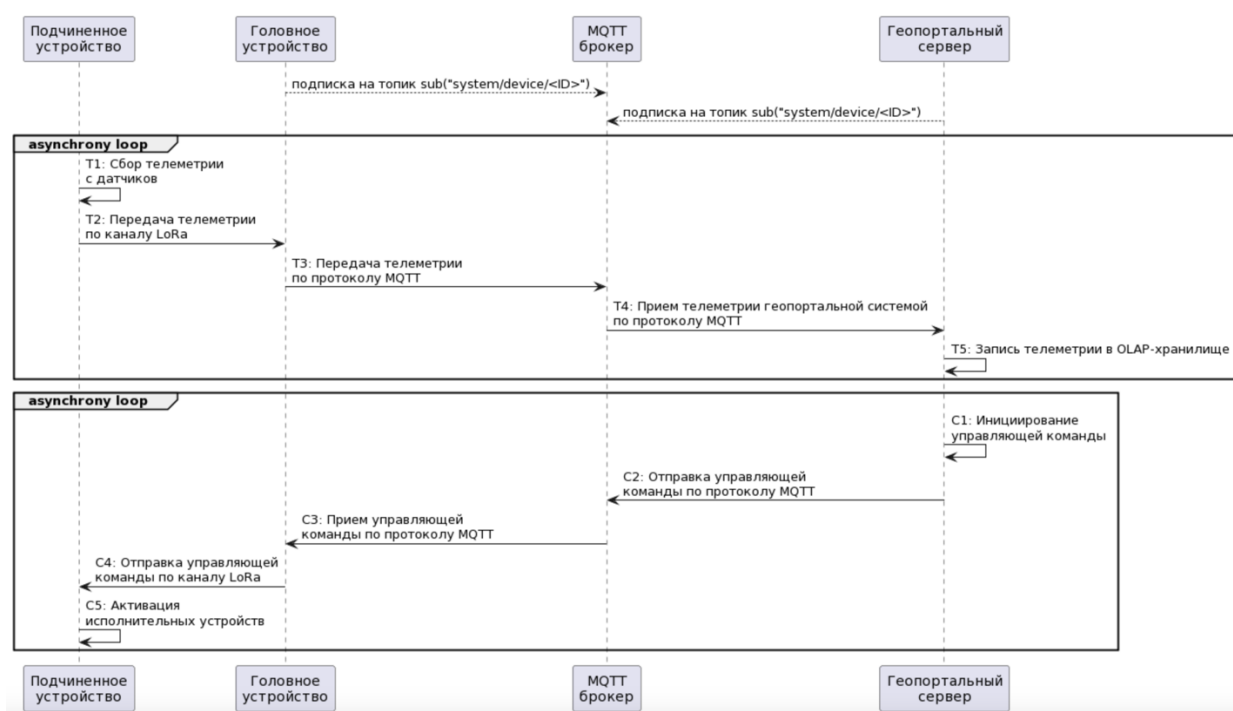 Подчиненное
устройство
Головное
устройство
MQTT
брокер
Геопортальный
сервер
подписка на топик sub("system/device/<ID>")
подписка на топик sub("system/device/<ID>")
asynchrony loop
T1: Сбор телеметрии
с датчиков
T2: Передача телеметрии
по каналу LoRa
T3: Передача телеметрии
по протоколу MQTT
T4: Прием телеметрии геопортальной системой
по протоколу MQTT
T5: Запись телеметрии в OLAP-хранилище
asynchrony loop
C1: Инициирование
управляющей команды
C2: Отправка управляющей
команды по протоколу MQTT
C3: Прием управляющей
команды по протоколу MQTT
C4: Отправка управляющей
команды по каналу LoRa
C5: Активация
исполнительных устройств
Подчиненное
устройство
Головное
устройство
MQTT
брокер
Геопортальный
сервер